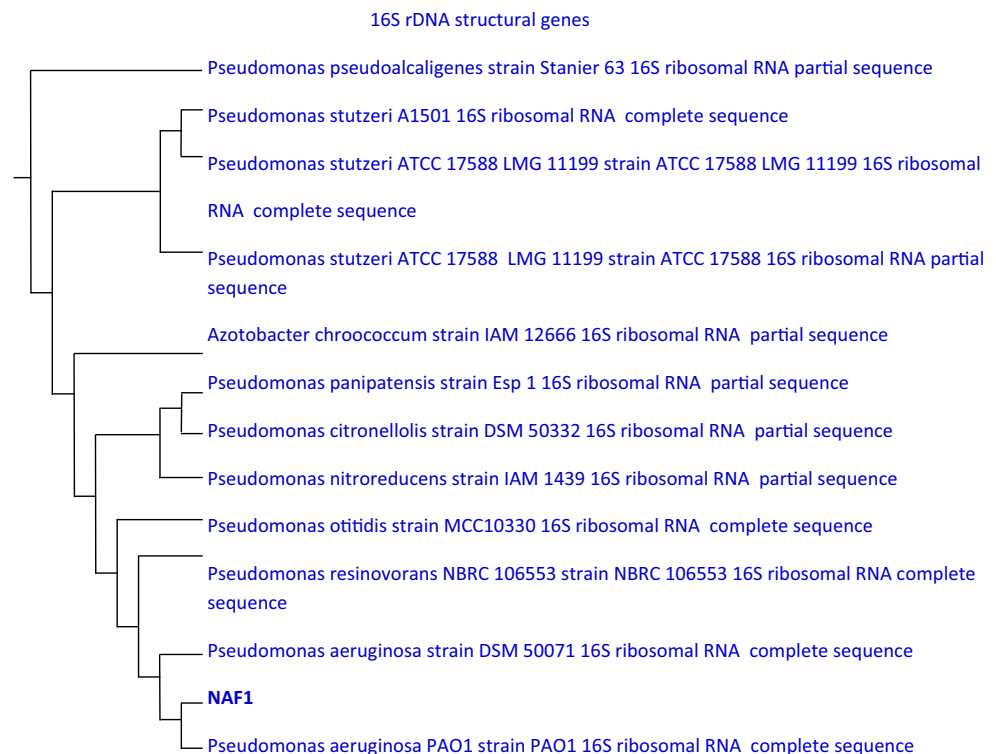 16S rDNA structural genes
Pseudomonas pseudoalcaligenes strain Stanier 63 16S ribosomal RNA partial sequence
Pseudomonas stutzeri A1501 16S ribosomal RNA complete sequence
Pseudomonas stutzeri ATCC 17588 LMG 11199 strain ATCC 17588 LMG 11199 16S ribosomal
RNA complete sequence
Pseudomonas stutzeri ATCC 17588 LMG 11199 strain ATCC 17588 16S ribosomal RNA partial
sequence
Azotobacter chroococcum strain IAM 12666 16S ribosomal RNA partial sequence
Pseudomonas panipatensis strain Esp 1 16S ribosomal RNA partial sequence
Pseudomonas citronellolis strain DSM 50332 16S ribosomal RNA partial sequence
Pseudomonas nitroreducens strain IAM 1439 16S ribosomal RNA partial sequence
Pseudomonas otitidis strain MCC10330 16S ribosomal RNA complete sequence
Pseudomonas resinovorans NBRC 106553 strain NBRC 106553 16S ribosomal RNA complete
sequence
Pseudomonas aeruginosa strain DSM 50071 16S ribosomal RNA complete sequence
NAF1
Pseudomonas aeruginosa PAO1 strain PAO1 16S ribosomal RNA complete sequence